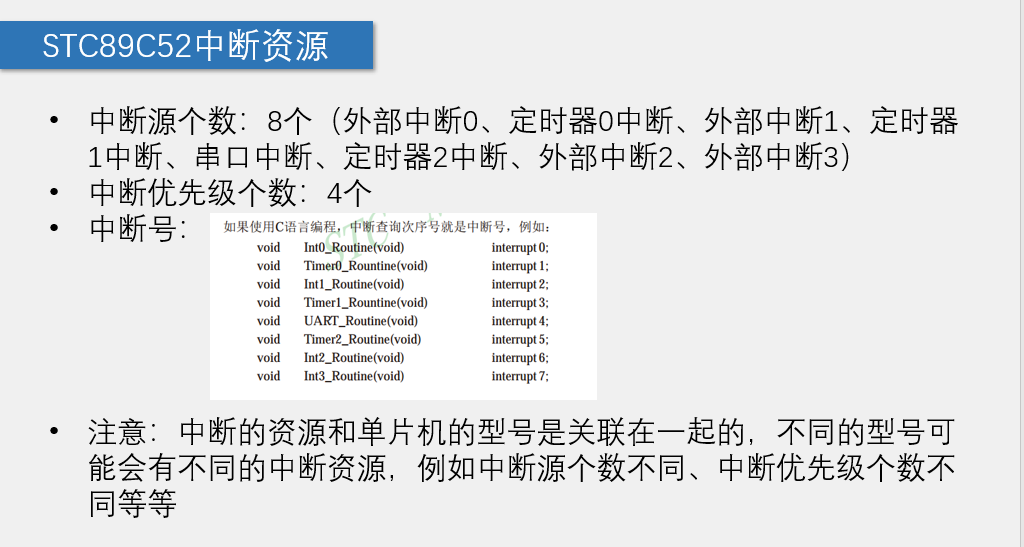 STC89C52中断资源
• 中断源个数：8个（外部中断0、定时器0中断、外部中断1、定时器
1中断、串口中断、定时器2中断、外部中断2、外部中断3）
• 中断优先级个数：4个
• 中断号：
如果使用C语言编程，中断查询次序号就是中断号，例如：
void Int0_Routine(void) interrupt 0;
void Timer0_Rountine(void) interrupt 1;
void Int1_Routine(void) interrupt 2;
void Timer1_Rountine(void) interrupt 3;
void UART_Routine(void) interrupt 4;
void Timer2_Routine(void) interrupt 5;
void Int2_Routine(void) interrupt 6;
void Int3_Routine(void) interrupt 7;
• 注意：中断的资源和单片机的型号是关联在一起的，不同的型号可
能会有不同的中断资源，例如中断源个数不同、中断优先级个数不
同等等